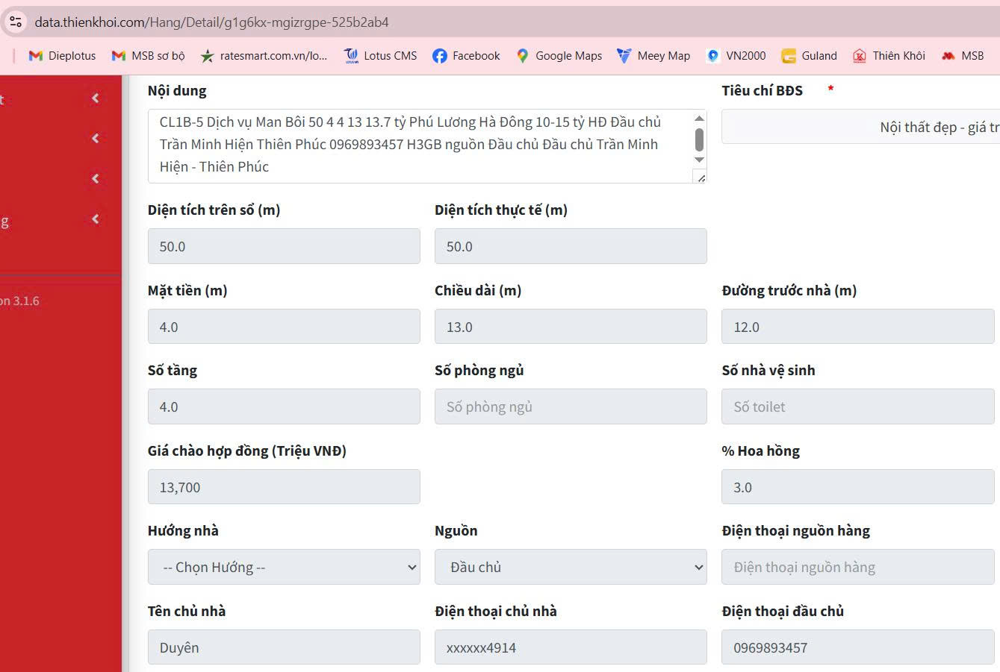 data.thienkhoi.com/Hang/Detail/g1g6kx-mgizrgpe-525b2ab4
Dieplotus MSB sơ bộ ratesmart.com.vn/lo... Lotus CMS Facebook Google Maps Meey Map VN2000 Guland Thiên Khôi MSB
Nội dung Tiêu chí BĐS *
CL1B-5 Dịch vụ Man Bôi 50 4 4 13 13.7 tỷ Phú Lương Hà Đông 10-15 tỷ HĐ Đầu chủ
Trần Minh Hiện Thiên Phúc 0969893457 H3GB nguồn Đầu chủ Đầu chủ Trần Minh
Hiện - Thiên Phúc
Nội thất đẹp - giá tr
Diện tích trên sổ (m) Diện tích thực tế (m)
50.0 50.0
Mặt tiền (m) Chiều dài (m) Đường trước nhà (m)
4.0 13.0 12.0
on 3.1.6
Số tầng Số phòng ngủ Số nhà vệ sinh
4.0 Số phòng ngủ Số toilet
Giá chào hợp đồng (Triệu VNĐ) % Hoa hồng
13,700 3.0
Hướng nhà Nguồn Điện thoại nguồn hàng
-- Chọn Hướng -- Đầu chủ Điện thoại nguồn hàng
Tên chủ nhà Điện thoại chủ nhà Điện thoại đầu chủ
Duyên xxxxxx4914 0969893457